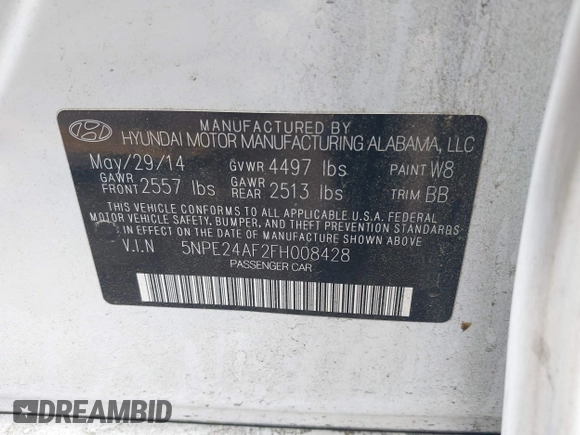 MANUFACTURED BY
HYUNDAI MOTOR MANUFACTURING ALABAMA, LLC
May/29/14 GVWR 4497 lbs PAINT W8
GAWR FRONT 2557 lbs GAWR REAR 2513 lbs TRIM BB
THIS VEHICLE CONFORMS TO ALL APPLICABLE U.S.A. FEDERAL
MOTOR VEHICLE SAFETY, BUMPER, AND THEFT PREVENTION
STANDARDS IN EFFECT ON THE DATE OF MANUFACTURE SHOWN ABOVE.
V.I.N 5NPE24AF2FH008428
PASSENGER CAR
DREAMBID